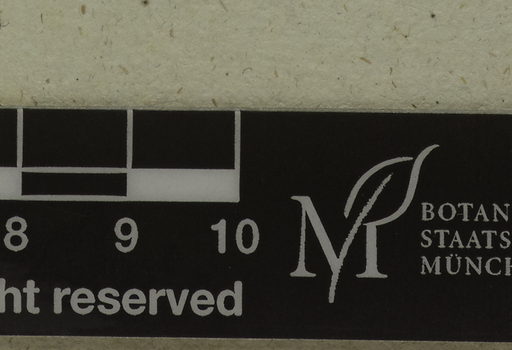 8 9 10
ht reserved
M
BOTAN
STAATS
MÜNCH